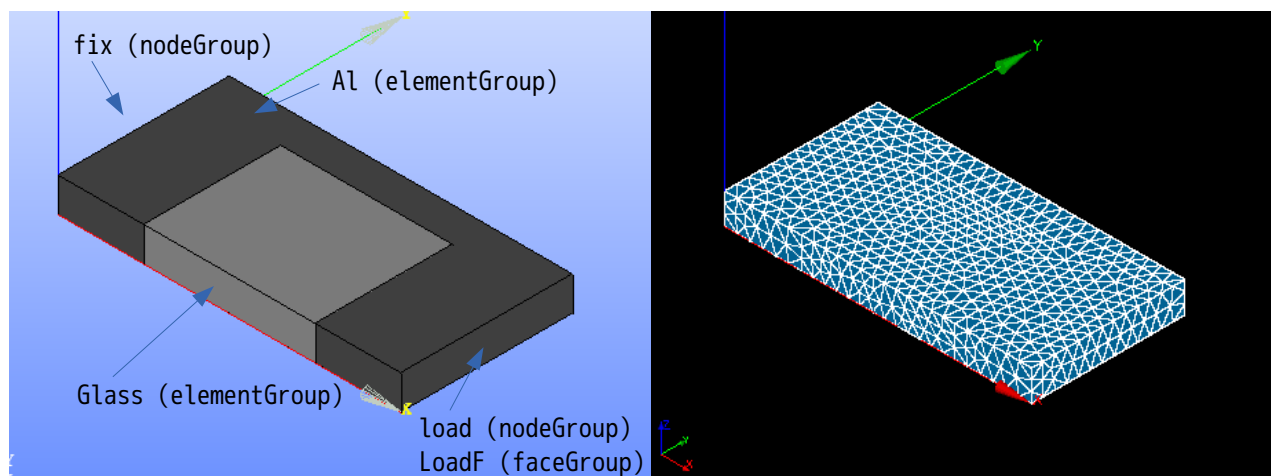 fix (nodeGroup)
Al (elementGroup)
Glass (elementGroup)
X
load (nodeGroup)
LoadF (faceGroup)
Y
X
Z
Y
X